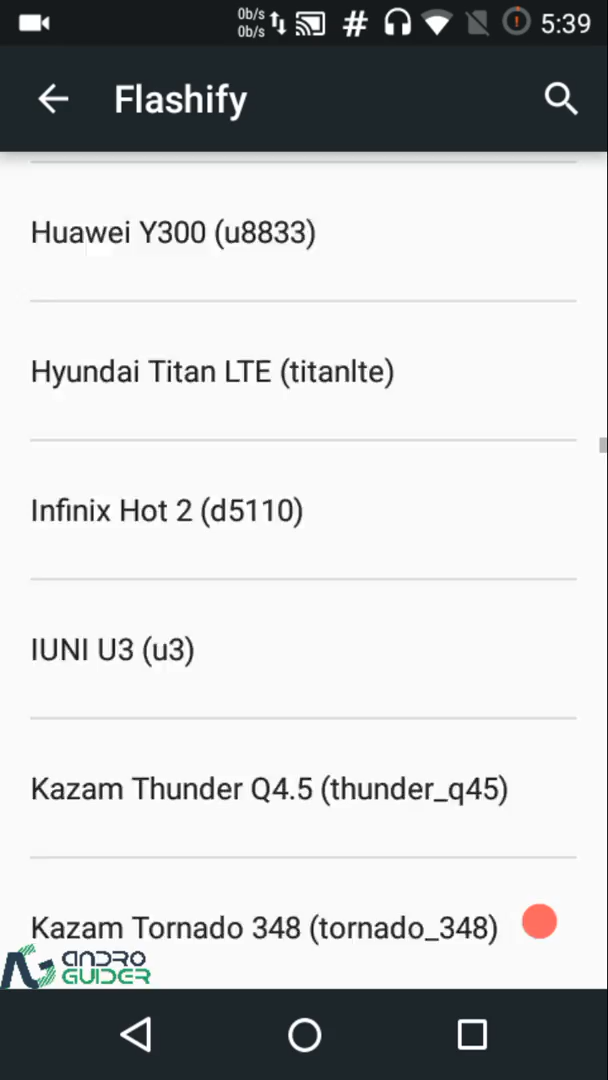 0b/s
0b/s
5:39
Flashify
Huawei Y300 (u8833)
Hyundai Titan LTE (titanlte)
Infinix Hot 2 (d5110)
IUNI U3 (u3)
Kazam Thunder Q4.5 (thunder_q45)
Kazam Tornado 348 (tornado_348)
ANDRO
GUIDER